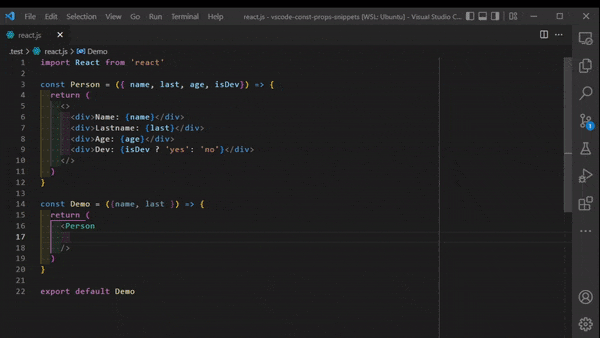 File Edit Selection View Go Run Terminal Help react.js - vscode-const-props-snippets [WSL: Ubuntu] - Visual Studio C...
react.js
.test > react.js > Demo
1 import React from 'react'
2
3 const Person = ({ name, last, age, isDev}) => {
4 return (
5 <>
6 <div>Name: {name}</div>
7 <div>Lastname: {last}</div>
8 <div>Age: {age}</div>
9 <div>Dev: {isDev ? 'yes': 'no'}</div>
10 </>
11 )
12 }
13
14 const Demo = ({name, last }) => {
15 return (
16 <Person
17
18 />
19 )
20 }
21
22 export default Demo
1